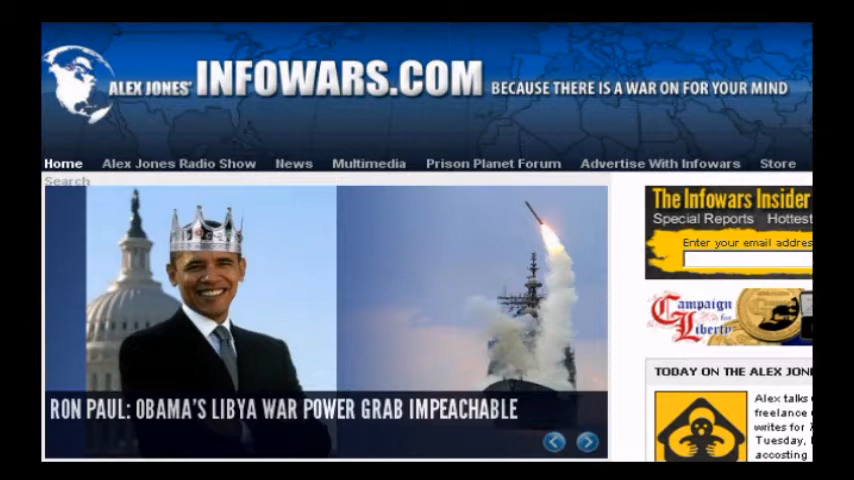 ALEX JONES' INFOWARS.COM BECAUSE THERE IS A WAR ON FOR YOUR MIND
Home Alex Jones Radio Show News Multimedia Prison Planet Forum Advertise With Infowars Store
Search
The Infowars Insider
Special Reports Hottest
Enter your email addres
Campaign
for
Liberty
RON PAUL: OBAMA'S LIBYA WAR POWER GRAB IMPEACHABLE
TODAY ON THE ALEX JON
Alex talks
freelance
writes for
Tuesday,
accosting